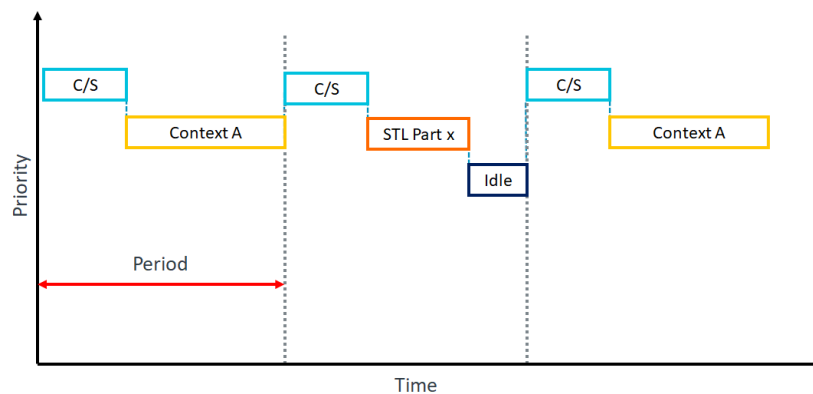 C/S
C/S
C/S
Context A
STL Part x
Context A
Idle
Priority
Period
Time